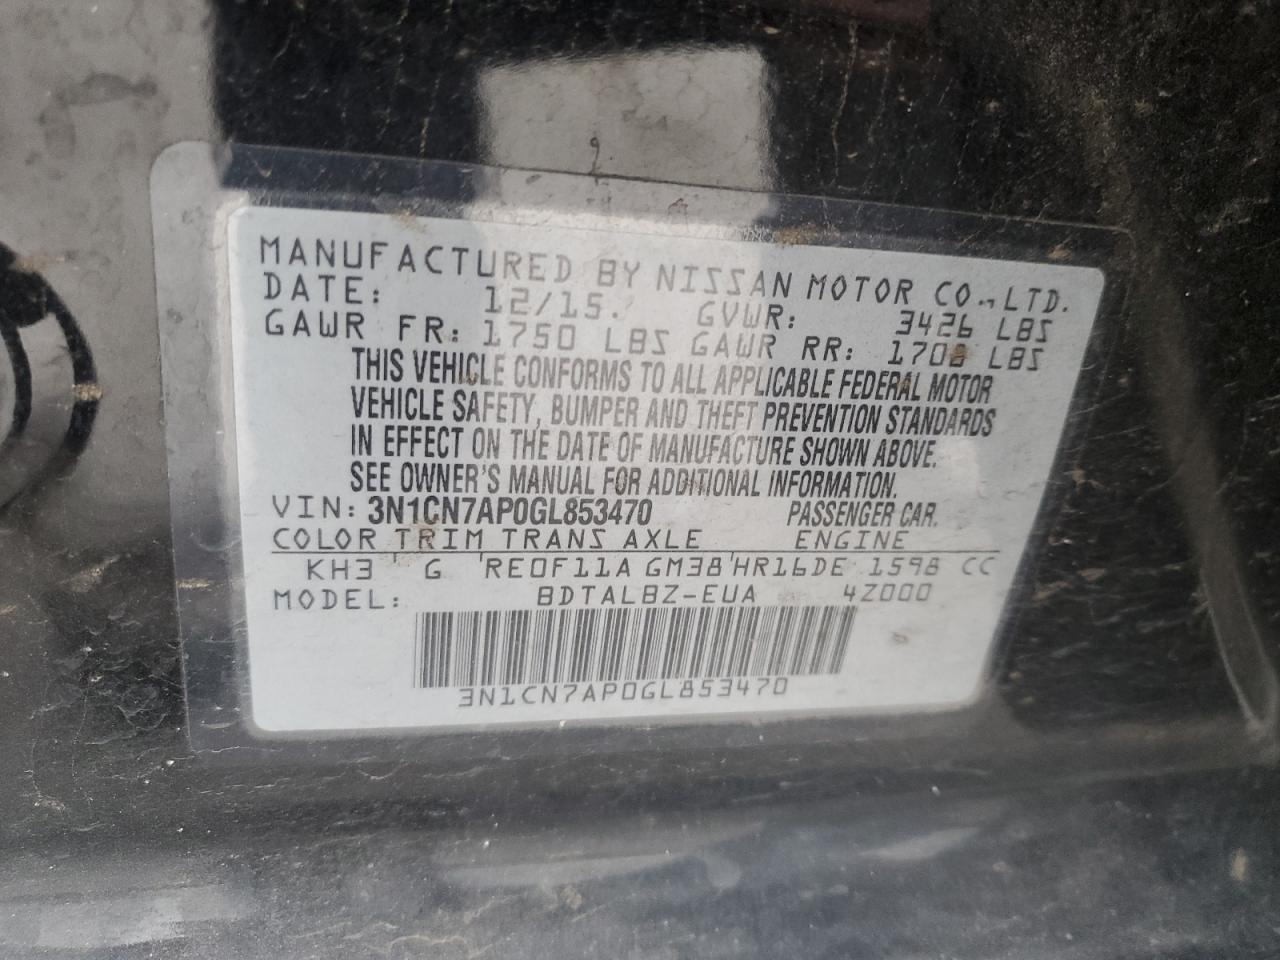 MANUFACTURED BY NISSAN MOTOR CO., LTD.
DATE: 12/15. GVWR: 3426 LBS
GAWR FR: 1750 LBS GAWR RR: 1708 LBS
THIS VEHICLE CONFORMS TO ALL APPLICABLE FEDERAL MOTOR
VEHICLE SAFETY, BUMPER AND THEFT PREVENTION STANDARDS
IN EFFECT ON THE DATE OF MANUFACTURE SHOWN ABOVE.
SEE OWNER'S MANUAL FOR ADDITIONAL INFORMATION.
VIN: 3N1CN7AP0GL853470 PASSENGER CAR.
COLOR TRIM TRANS AXLE ENGINE
KH3 G RE0F11A GM38 HR16DE 1598 CC
MODEL: BDTALBZ-EUA 4Z000
3N1CN7AP0GL853470